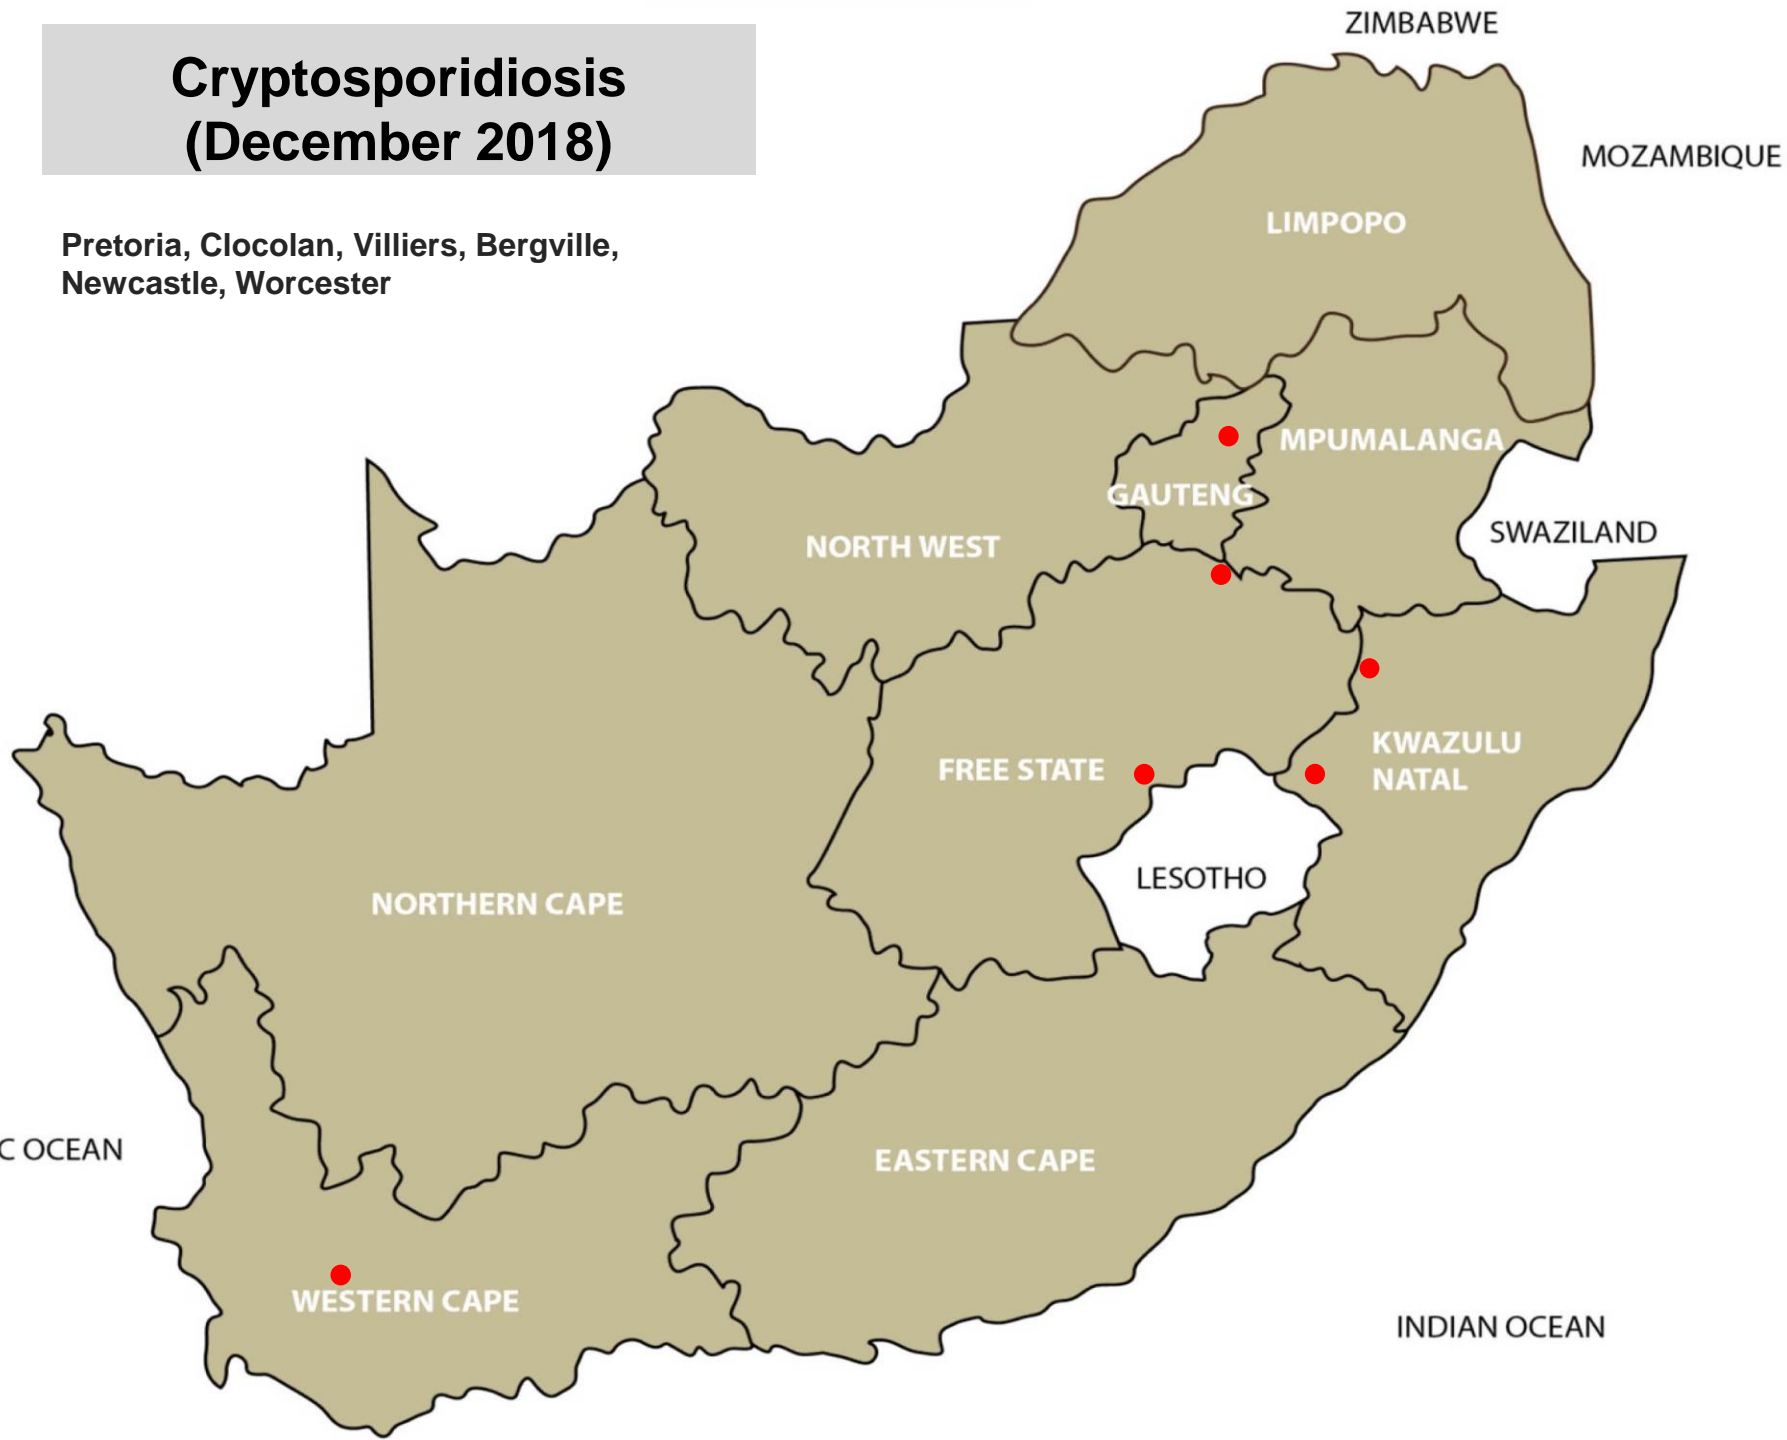 Cryptosporidiosis
(December 2018)
Pretoria, Clocolan, Villiers, Bergville,
Newcastle, Worcester
ZIMBABWE
MOZAMBIQUE
LIMPOPO
MPUMALANGA
GAUTENG
SWAZILAND
NORTH WEST
KWAZULU
NATAL
FREE STATE
LESOTHO
NORTHERN CAPE
C OCEAN
EASTERN CAPE
WESTERN CAPE
INDIAN OCEAN